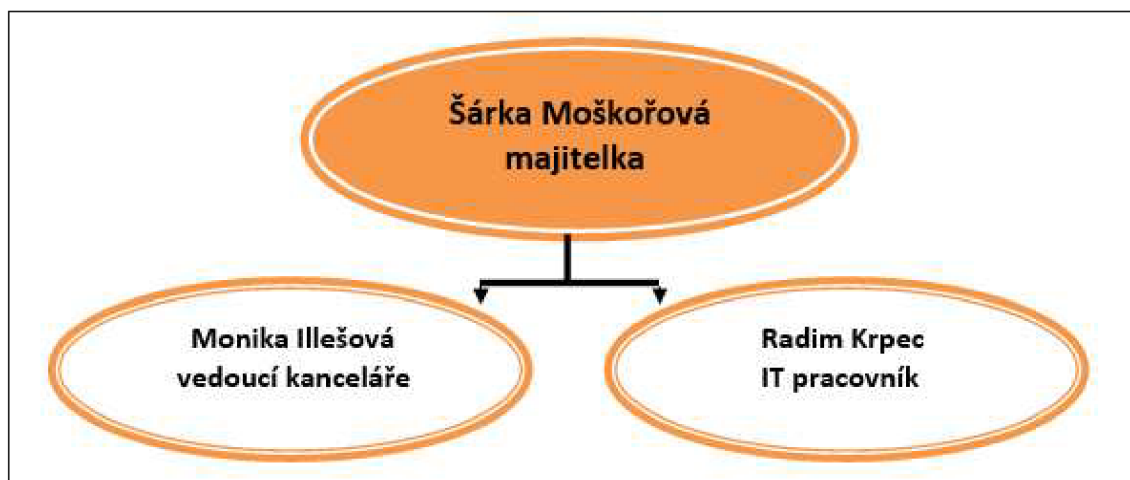 Šárka Moškořová
majitelka
Monika Illešová
vedoucí kanceláře
Radim Krpec
IT pracovník